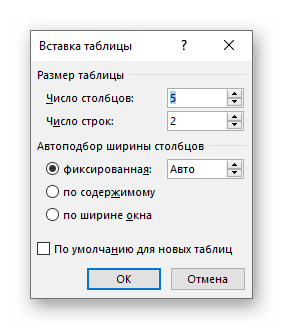 Вставка таблицы ?
Размер таблицы
Число столбцов: 5
Число строк: 2
Автоподбор ширины столбцов
фиксированная: Авто
по содержимому
по ширине окна
По умолчанию для новых таблиц
ОК Отмена